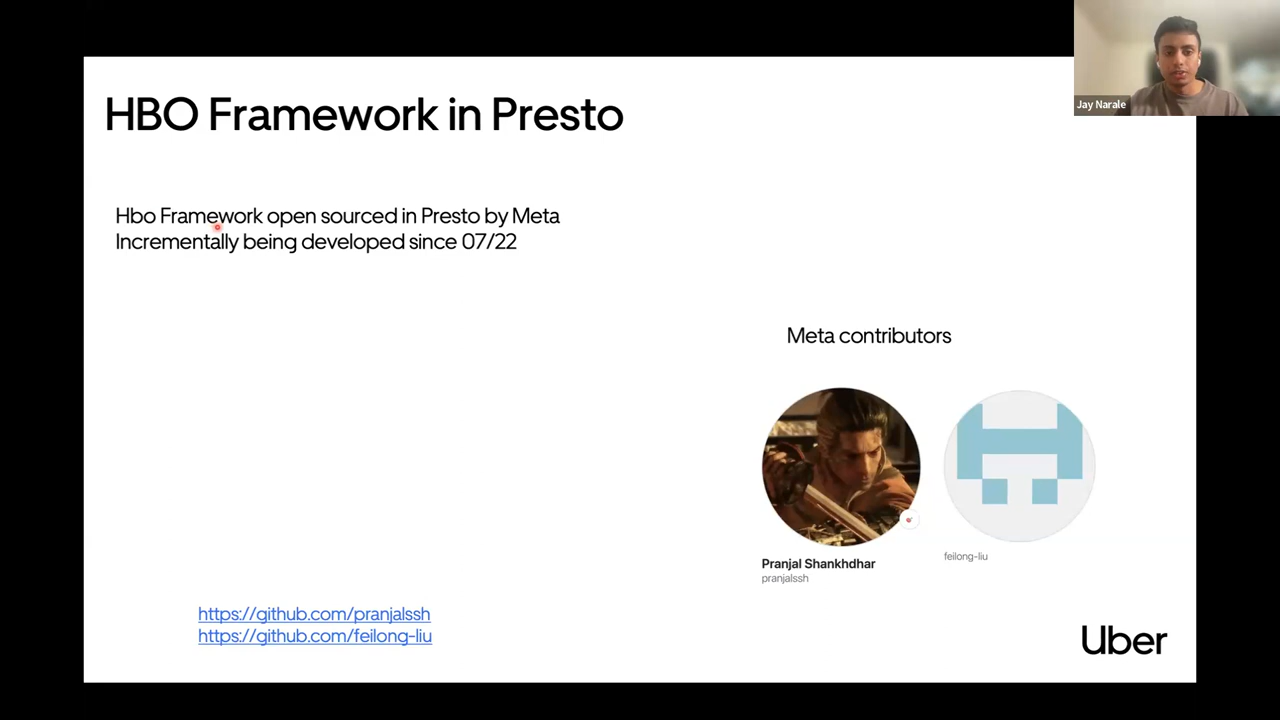 HBO Framework in Presto
Jay Narale
Hbo Framework open sourced in Presto by Meta
Incrementally being developed since 07/22
Meta contributors
Pranjal Shankhdhar
pranjalssh
feilong-liu
https://github.com/pranjalssh
https://github.com/feilong-liu
Uber